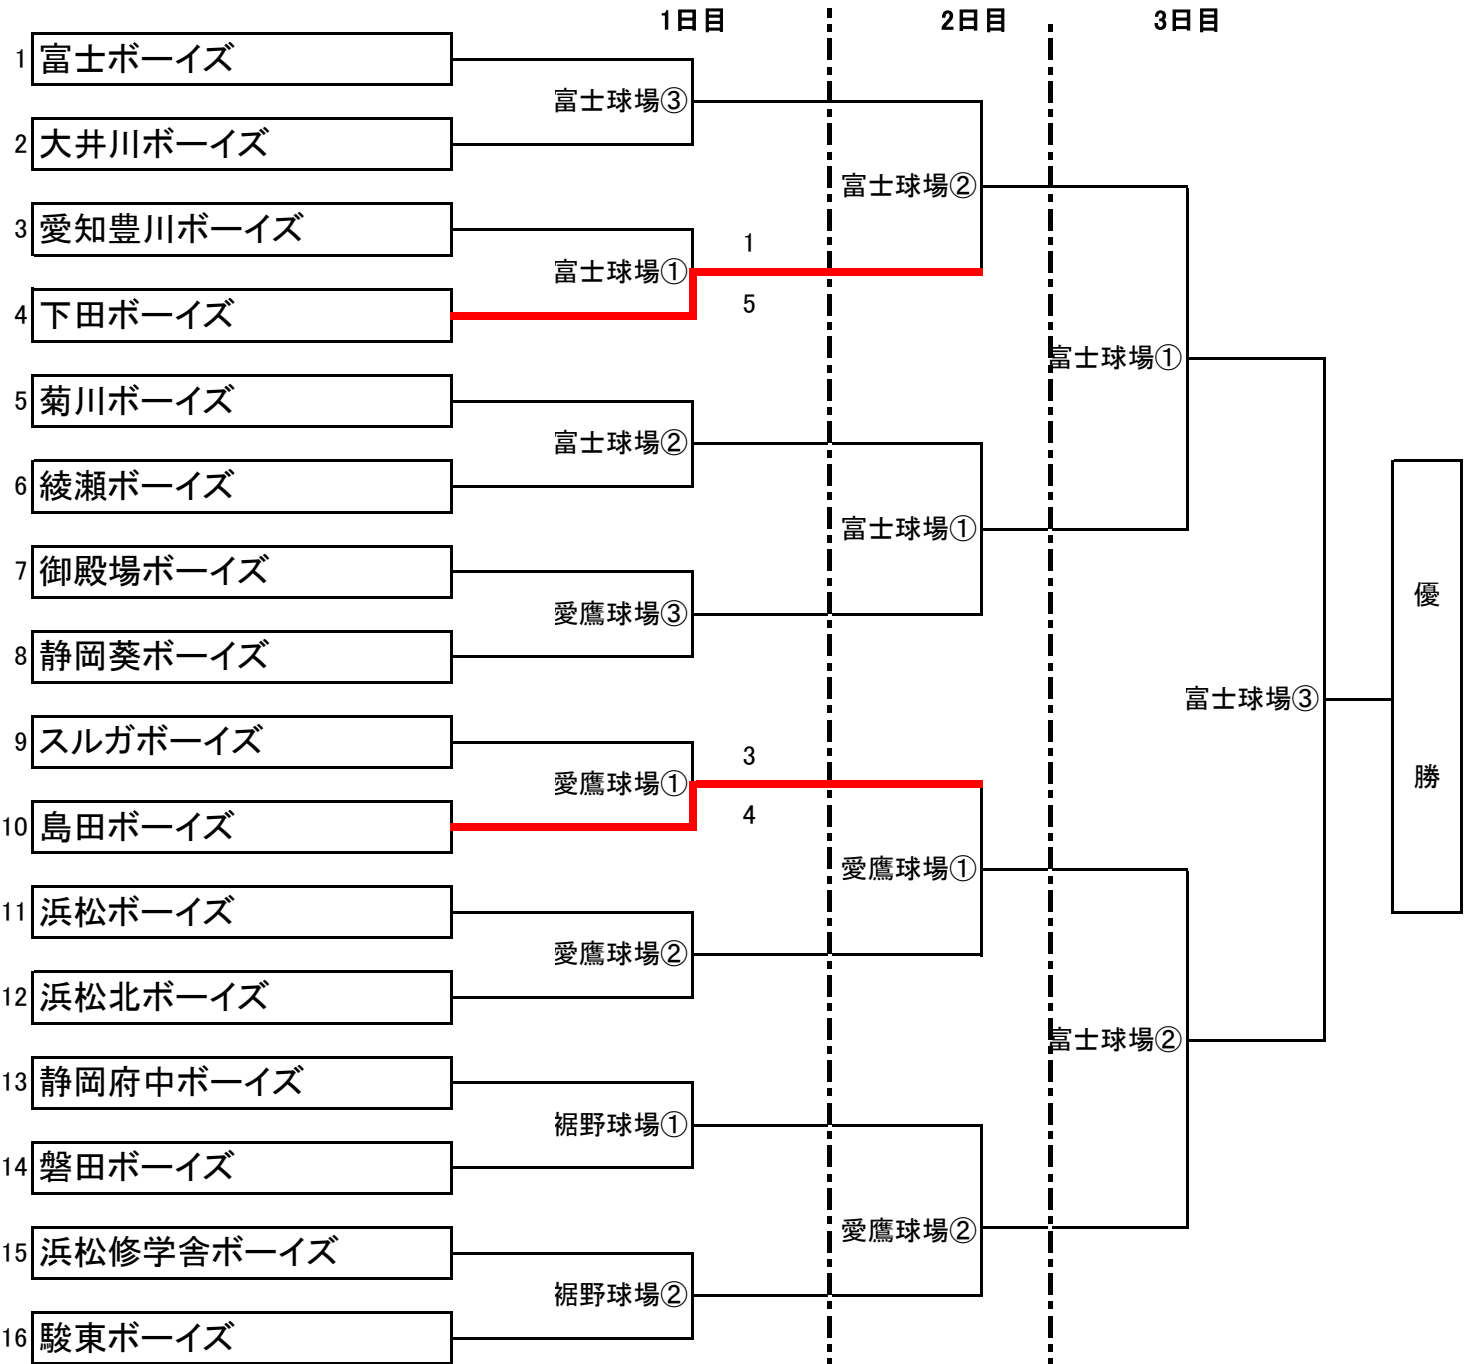 1日目 2日目 3日目
1 富士ボーイズ
富士球場③
2 大井川ボーイズ
富士球場②
3 愛知豊川ボーイズ
1
富士球場①
5
4 下田ボーイズ
富士球場①
5 菊川ボーイズ
富士球場②
6 綾瀬ボーイズ
富士球場①
7 御殿場ボーイズ
愛鷹球場③
8 静岡葵ボーイズ
優勝
富士球場③
9 スルガボーイズ
3
愛鷹球場①
4
10 島田ボーイズ
愛鷹球場①
11 浜松ボーイズ
愛鷹球場②
12 浜松北ボーイズ
富士球場②
13 静岡府中ボーイズ
裾野球場①
14 磐田ボーイズ
愛鷹球場②
15 浜松修学舎ボーイズ
裾野球場②
16 駿東ボーイズ